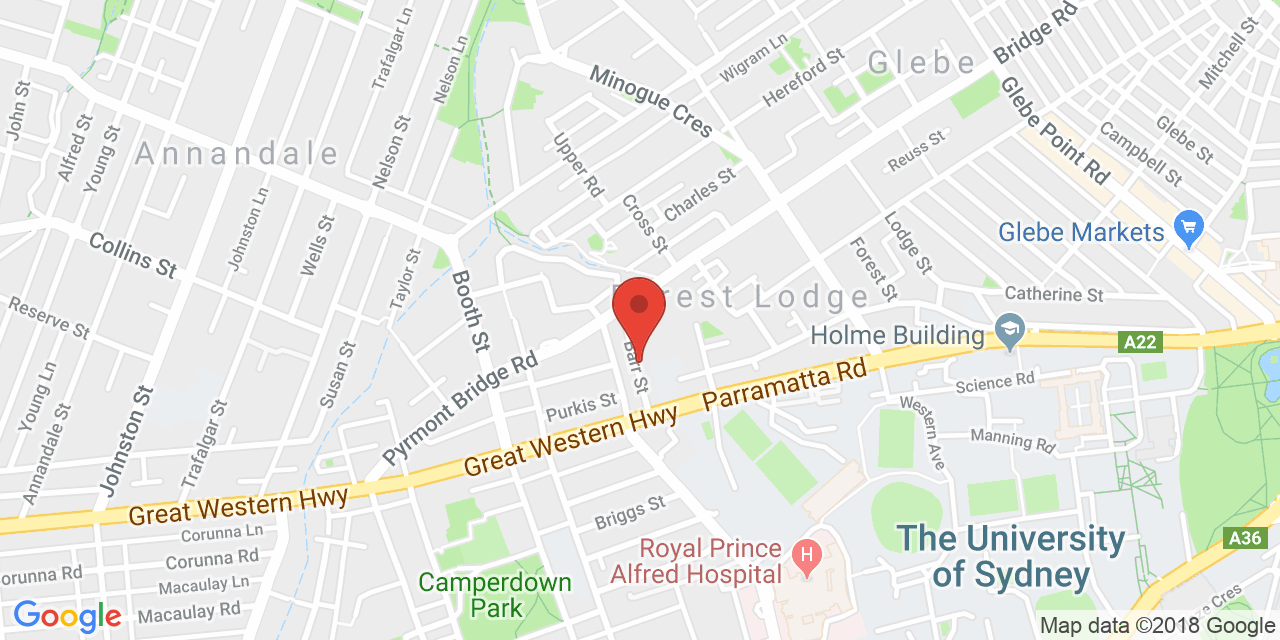 Trafalgar Ln
Nelson Ln
Wigram Ln
Minogue Cres
Hereford St
Glebe
Bridge Rd
Mitchell St
John St
Alfred St
Young St
Annandale
Nelson St
Upper Rd
Cross St
Charles St
Reuss St
Glebe Point Rd
Glebe St
Campbell St
Johnston Ln
Wells St
Collins St
Taylor St
Booth St
Lodge St
Forest St
Glebe Markets
Reserve St
Susan St
rest Lodge
Catherine St
Holme Building
A22
Barr St
Pyrmont Bridge Rd
Parramatta Rd
Science Rd
Young Ln
Annandale St
Johnston St
Trafalgar St
Purkis St
Great Western Hwy
Western Ave
Manning Rd
Great Western Hwy
Corunna Ln
Corunna Rd
Corunna Rd
Macaulay Ln
Macaulay Rd
Briggs St
Royal Prince
Alfred Hospital
H
The University
of Sydney
A36
Camperdown
Park
Cres
Google
Map data ©2018 Google